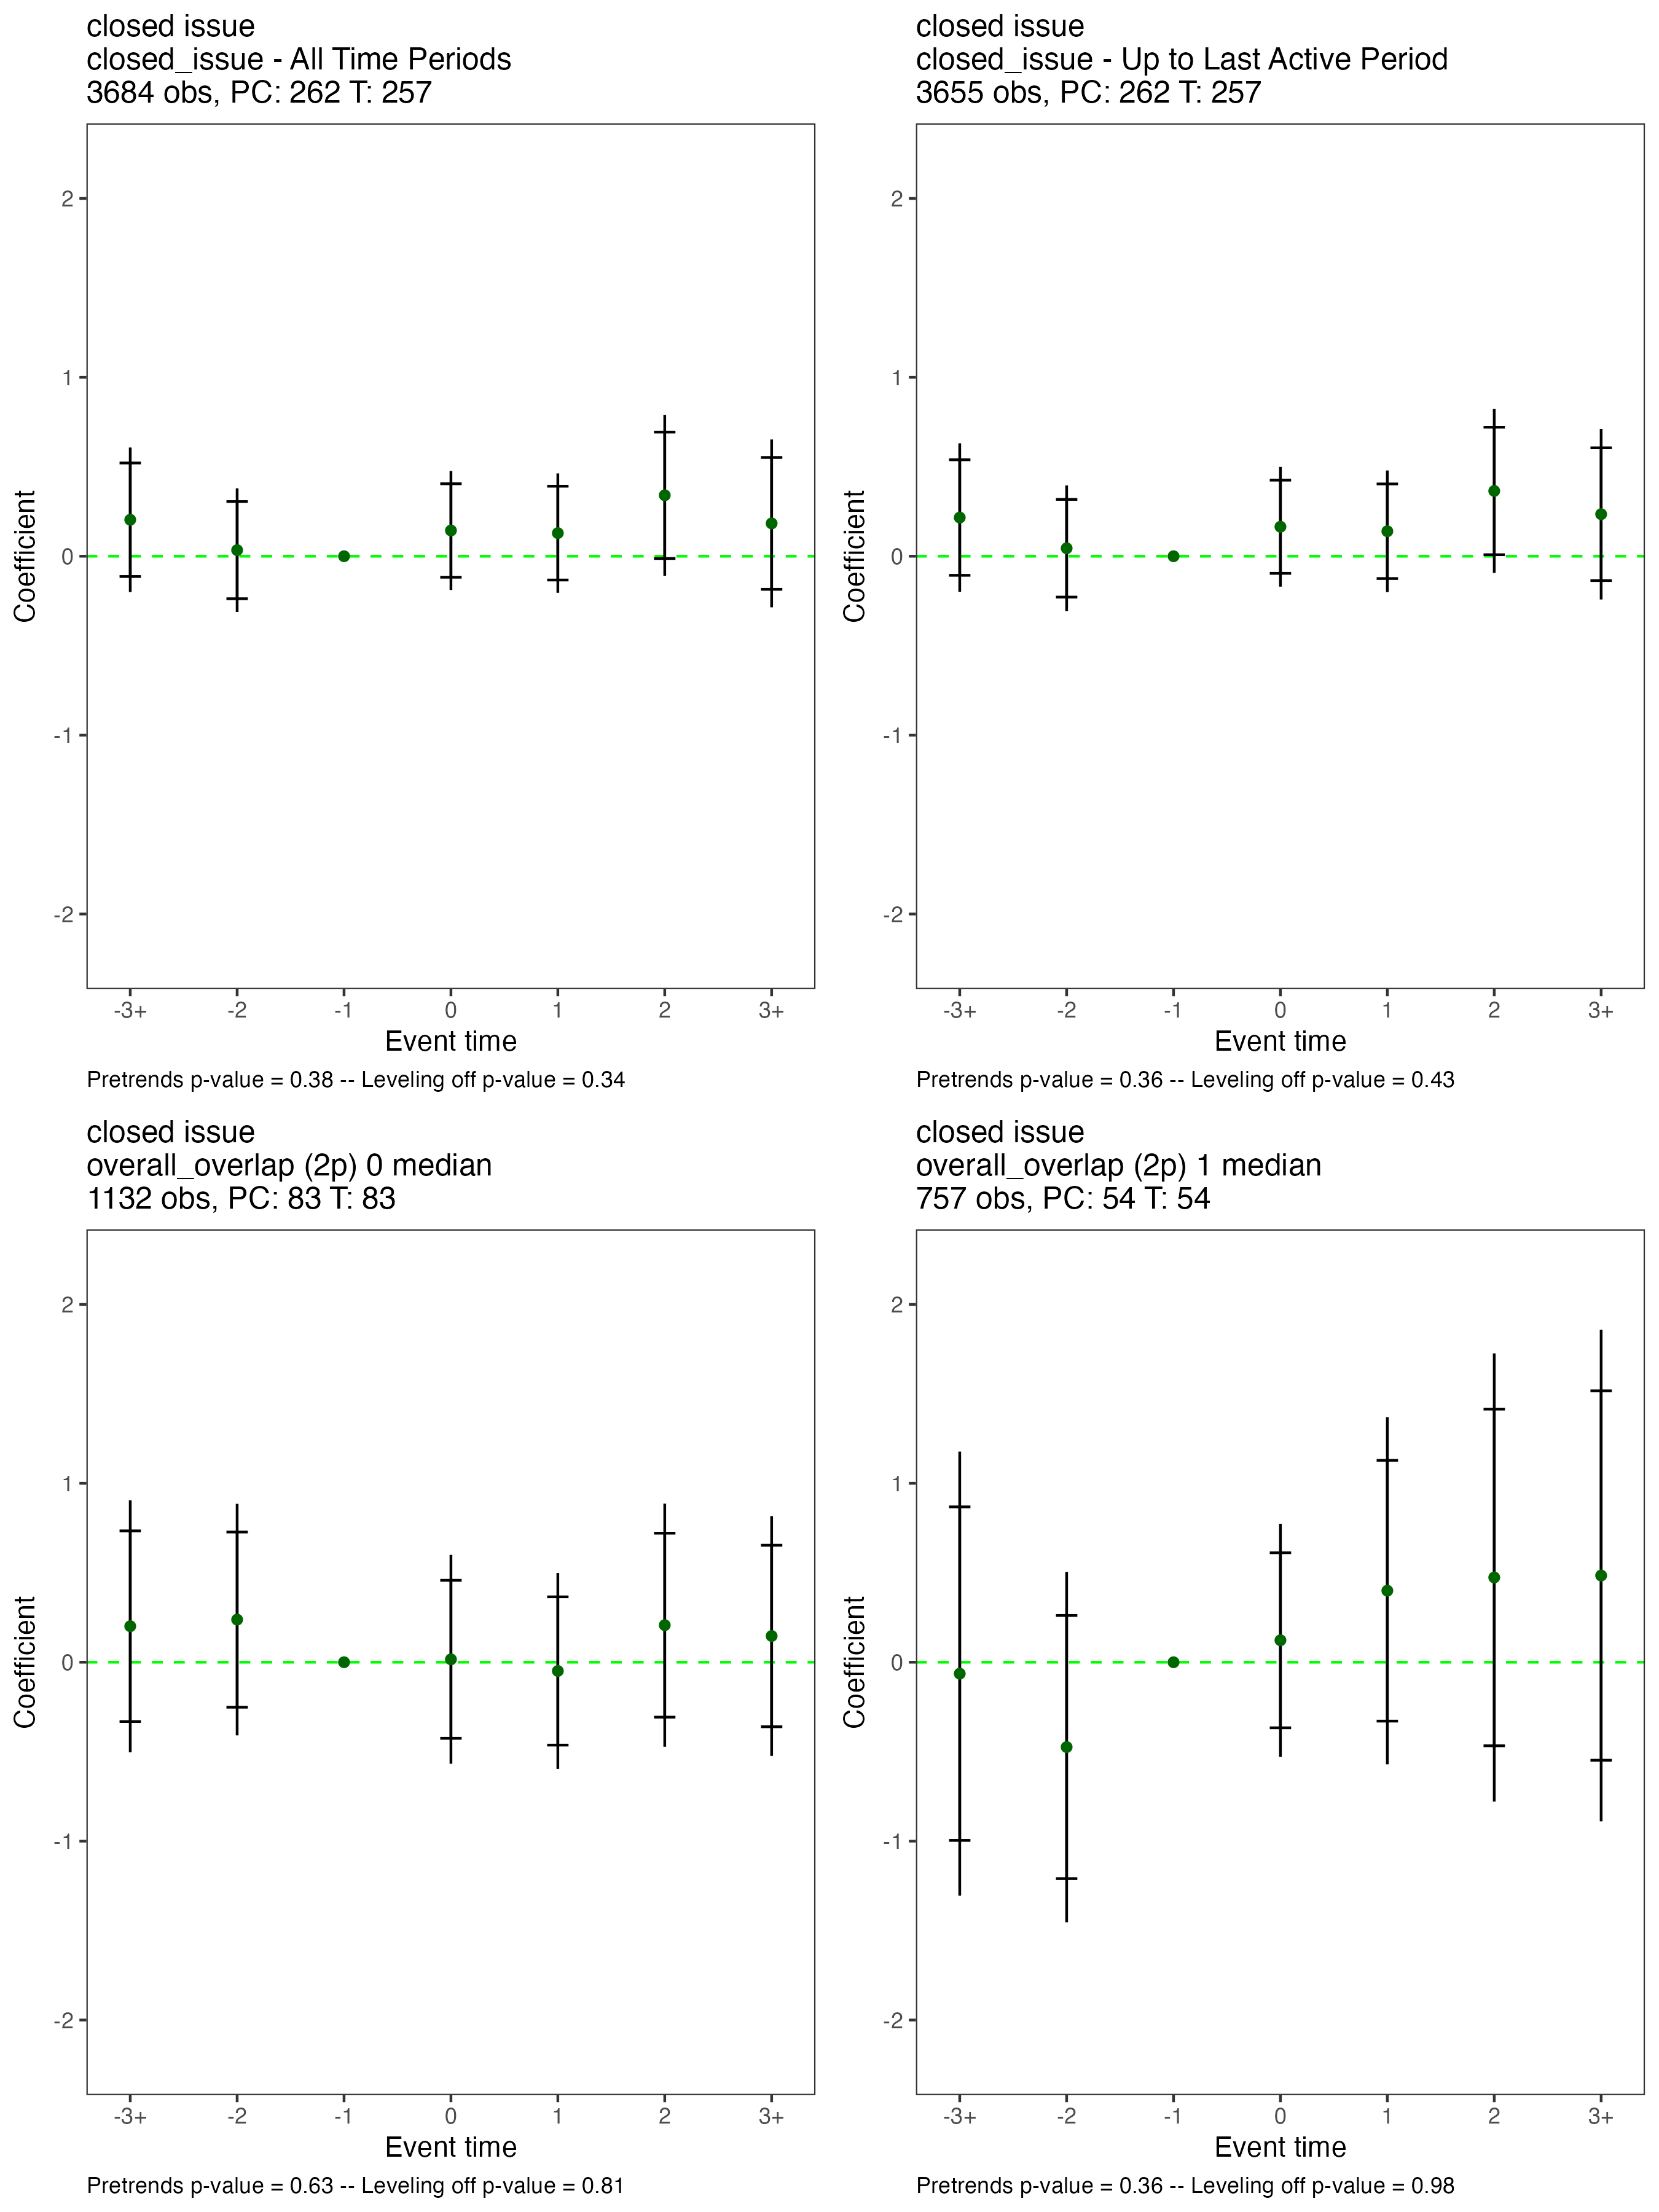 closed issue
closed_issue - All Time Periods
3684 obs, PC: 262 T: 257
2
1
0
-1
-2
Coefficient
-3+ -2 -1 0 1 2 3+
Event time
Pretrends p-value = 0.38 -- Leveling off p-value = 0.34
closed issue
closed_issue - Up to Last Active Period
3655 obs, PC: 262 T: 257
2
1
0
-1
-2
Coefficient
-3+ -2 -1 0 1 2 3+
Event time
Pretrends p-value = 0.36 -- Leveling off p-value = 0.43
closed issue
overall_overlap (2p) 0 median
1132 obs, PC: 83 T: 83
2
1
0
-1
-2
Coefficient
-3+ -2 -1 0 1 2 3+
Event time
Pretrends p-value = 0.63 -- Leveling off p-value = 0.81
closed issue
overall_overlap (2p) 1 median
757 obs, PC: 54 T: 54
2
1
0
-1
-2
Coefficient
-3+ -2 -1 0 1 2 3+
Event time
Pretrends p-value = 0.36 -- Leveling off p-value = 0.98